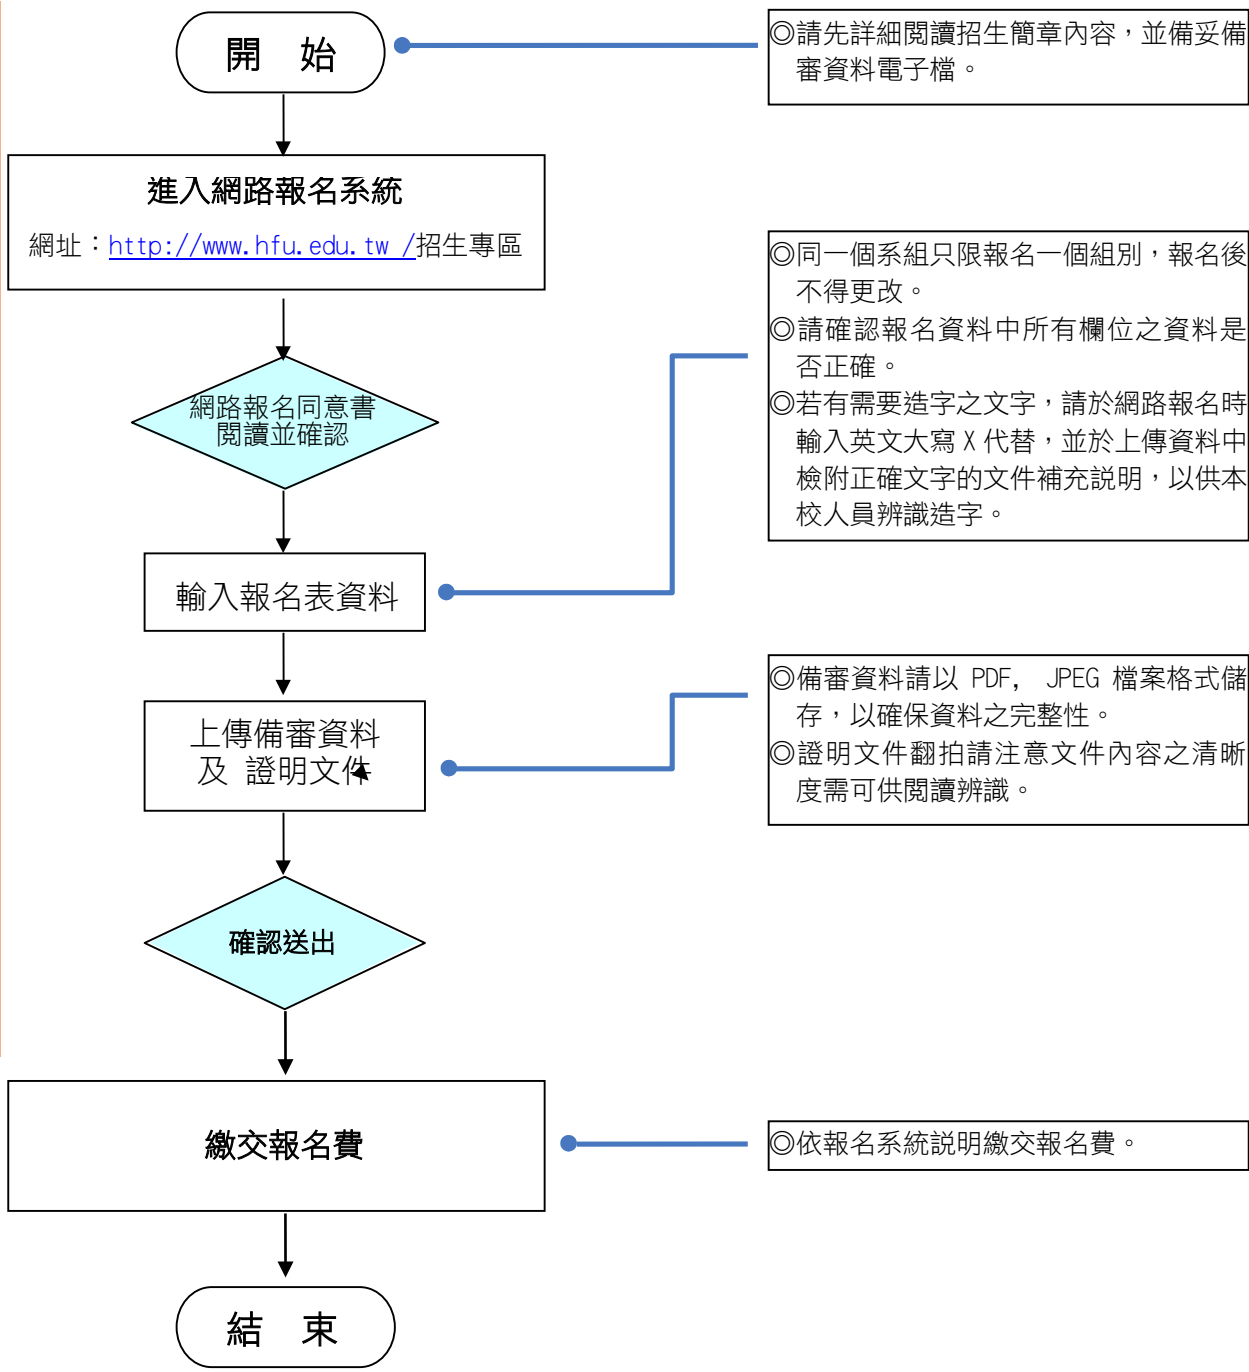 開 始
◎請先詳細閱讀招生簡章內容，並備妥備
審資料電子檔。
進入網路報名系統
網址：http://www.hfu.edu.tw /招生專區
◎同一個系組只限報名一個組別，報名後
不得更改。
◎請確認報名資料中所有欄位之資料是
否正確。
◎若有需要造字之文字，請於網路報名時
輸入英文大寫 X 代替，並於上傳資料中
檢附正確文字的文件補充說明，以供本
校人員辨識造字。
網路報名同意書
閱讀並確認
輸入報名表資料
◎備審資料請以 PDF, JPEG 檔案格式儲
存，以確保資料之完整性。
◎證明文件翻拍請注意文件內容之清晰
度需可供閱讀辨識。
上傳備審資料
及 證明文件
確認送出
繳交報名費
◎依報名系統說明繳交報名費。
結 束